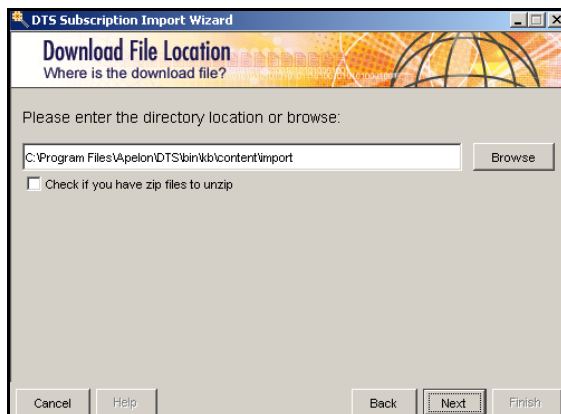 DTS Subscription Import Wizard
Download File Location
Where is the download file?
Please enter the directory location or browse:
C:\Program Files\Apelon\DTS\bin\kb\content\import
Browse
Check if you have zip files to unzip
Cancel
Help
Back
Next
Finish